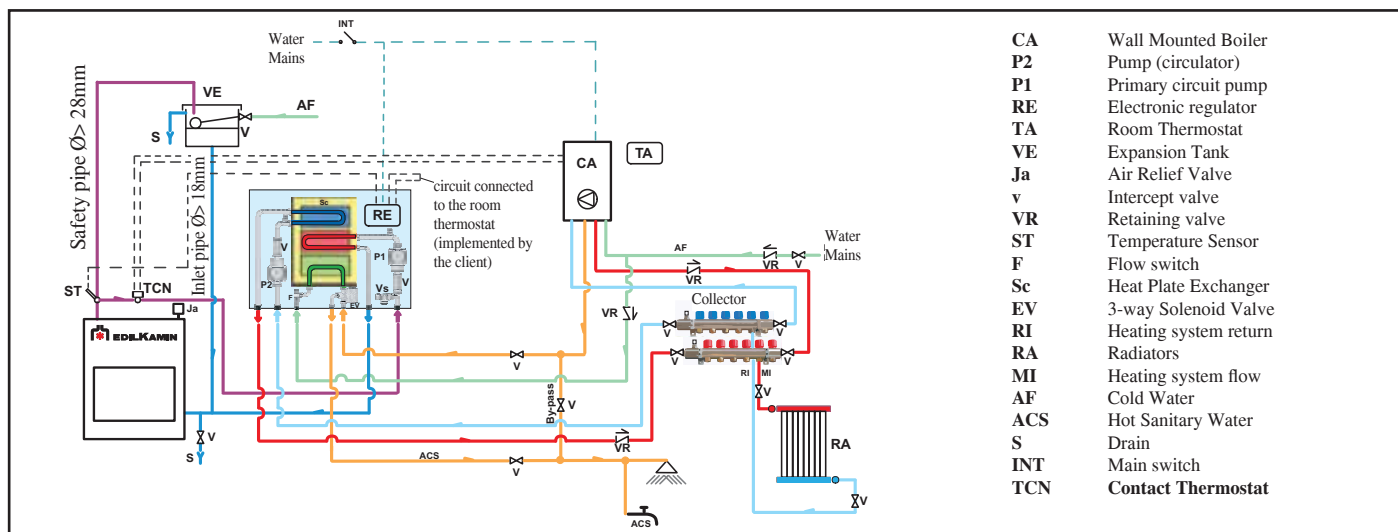 INT
Water
Mains
Safety pipe Ø> 28mm
VE
AF
V
S
Inlet pipe Ø> 18mm
CA
TA
Sc
RE
circuit connected
to the room
thermostat
(implemented by
the client)
V
P1
P2
V
F
EV
Vs
ST
TCN
Ja
EDILKAMIN
AF
VR
V
Water
Mains
VR
VR
Collector
V
V
V
V
RI
MI
V
V
By-pass
V
VR
ACS
V
V
S
RA
V
ACS
CA Wall Mounted Boiler
P2 Pump (circulator)
P1 Primary circuit pump
RE Electronic regulator
TA Room Thermostat
VE Expansion Tank
Ja Air Relief Valve
v Intercept valve
VR Retaining valve
ST Temperature Sensor
F Flow switch
Sc Heat Plate Exchanger
EV 3-way Solenoid Valve
RI Heating system return
RA Radiators
MI Heating system flow
AF Cold Water
ACS Hot Sanitary Water
S Drain
INT Main switch
TCN Contact Thermostat